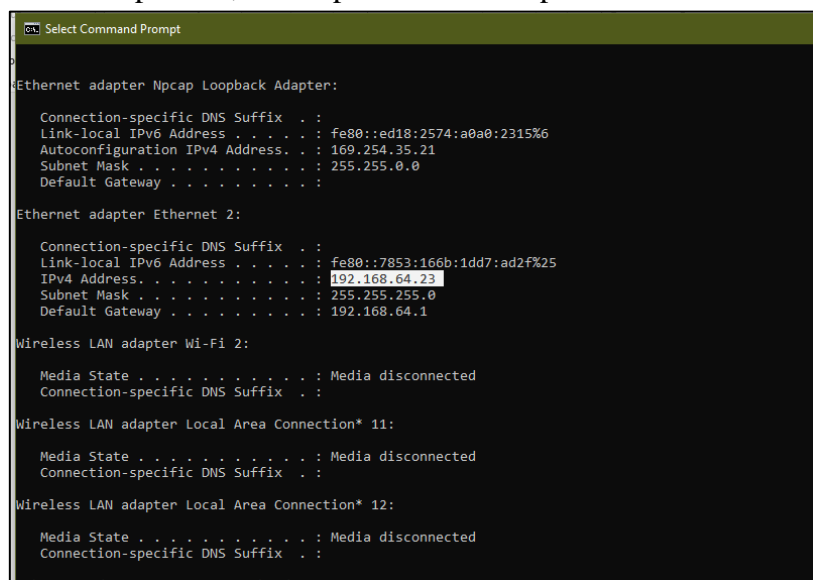 Select Command Prompt
Ethernet adapter Npcap Loopback Adapter:
Connection-specific DNS Suffix  . :
Link-local IPv6 Address . . . . . : fe80::ed18:2574:a0a0:2315%6
Autoconfiguration IPv4 Address. . : 169.254.35.21
Subnet Mask . . . . . . . . . . . : 255.255.0.0
Default Gateway . . . . . . . . . :
Ethernet adapter Ethernet 2:
Connection-specific DNS Suffix  . :
Link-local IPv6 Address . . . . . : fe80::7853:166b:1dd7:ad2f%25
IPv4 Address. . . . . . . . . . . : 192.168.64.23
Subnet Mask . . . . . . . . . . . : 255.255.255.0
Default Gateway . . . . . . . . . : 192.168.64.1
Wireless LAN adapter Wi-Fi 2:
Media State . . . . . . . . . . . : Media disconnected
Connection-specific DNS Suffix  . :
Wireless LAN adapter Local Area Connection* 11:
Media State . . . . . . . . . . . : Media disconnected
Connection-specific DNS Suffix  . :
Wireless LAN adapter Local Area Connection* 12:
Media State . . . . . . . . . . . : Media disconnected
Connection-specific DNS Suffix  . :